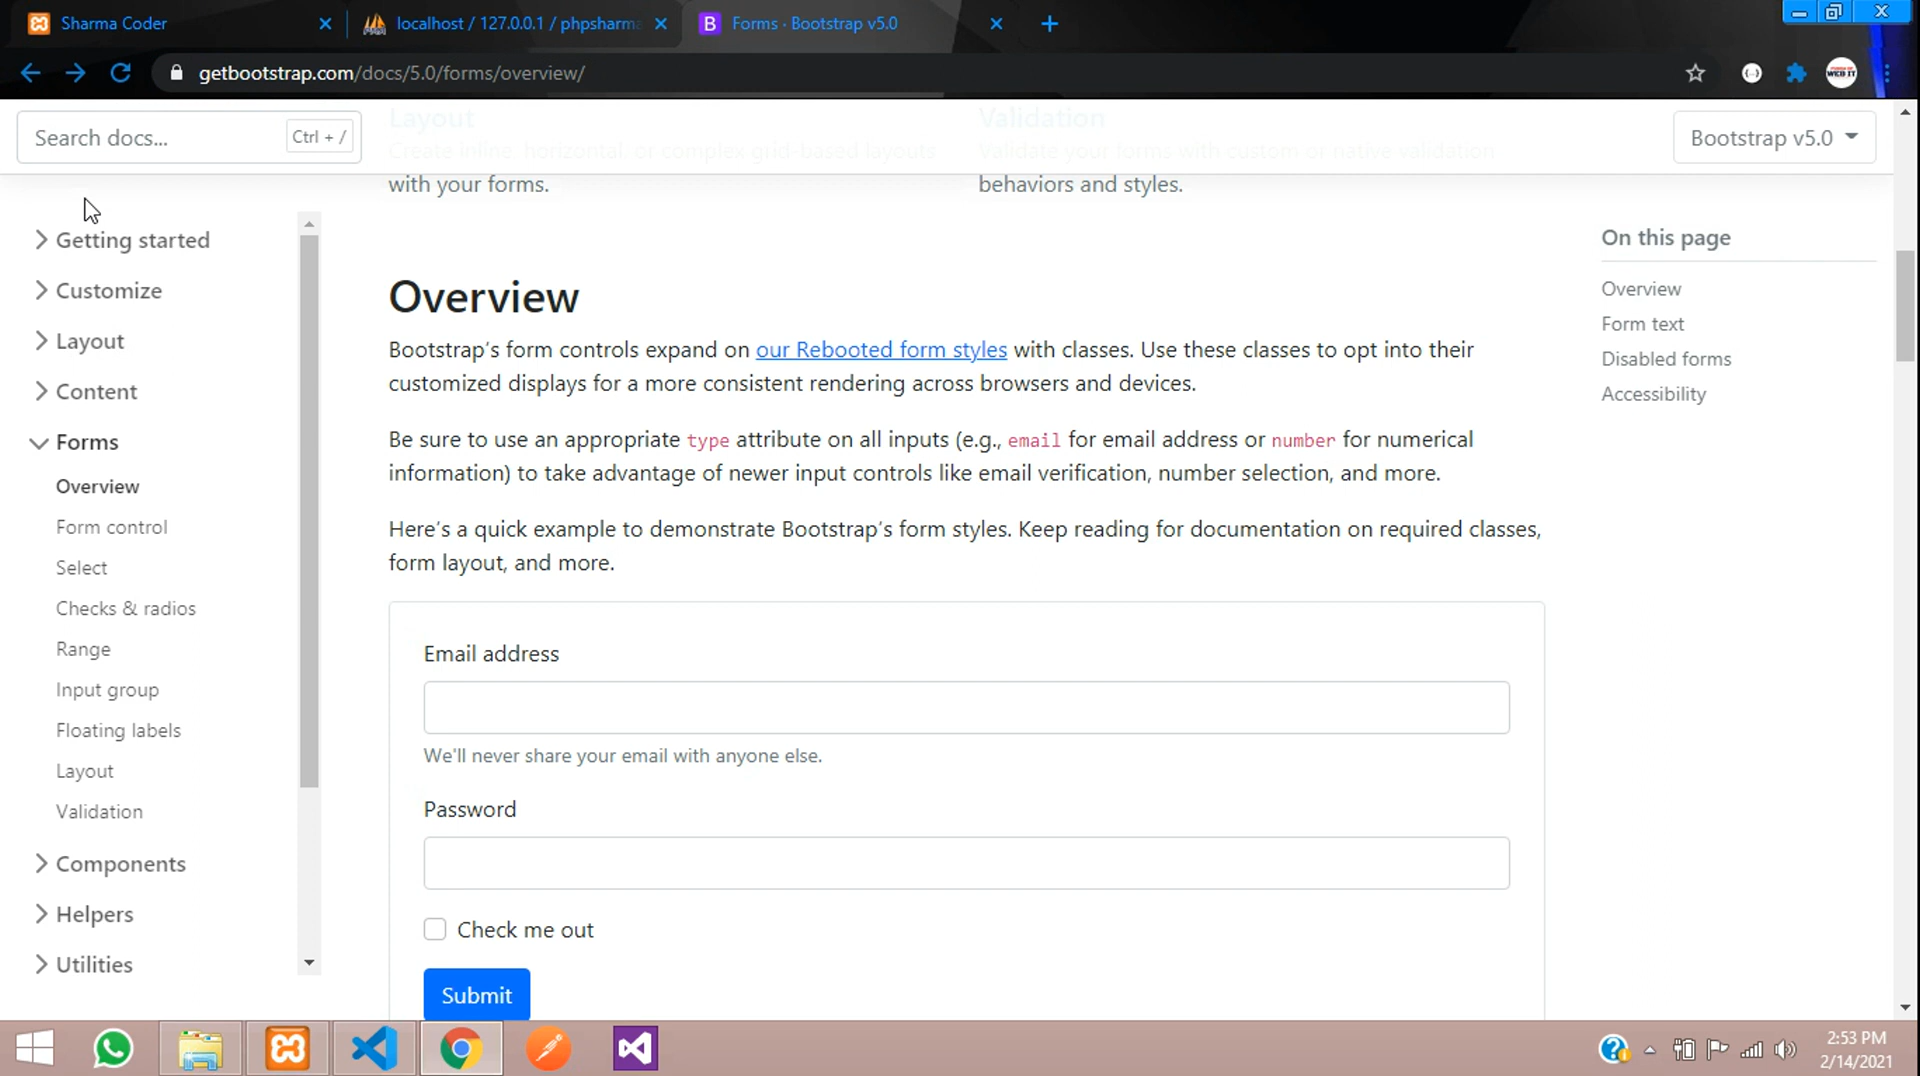 Sharma Coder
localhost / 127.0.0.1 / phpsharma
B Forms · Bootstrap v5.0
getbootstrap.com/docs/5.0/forms/overview/
WEB IT
Search docs... Ctrl + /
Bootstrap v5.0
Layout
Create inline, horizontal, or complex grid-based layouts
with your forms.
Validation
Validate your forms with custom or native validation
behaviors and styles.
Getting started
Customize
Layout
Content
Forms
Overview
Form control
Select
Checks & radios
Range
Input group
Floating labels
Layout
Validation
Components
Helpers
Utilities
Overview
Bootstrap's form controls expand on our Rebooted form styles with classes. Use these classes to opt into their
customized displays for a more consistent rendering across browsers and devices.
Be sure to use an appropriate type attribute on all inputs (e.g., email for email address or number for numerical
information) to take advantage of newer input controls like email verification, number selection, and more.
Here's a quick example to demonstrate Bootstrap's form styles. Keep reading for documentation on required classes,
form layout, and more.
Email address
We'll never share your email with anyone else.
Password
Check me out
Submit
On this page
Overview
Form text
Disabled forms
Accessibility
2:53 PM
2/14/2021